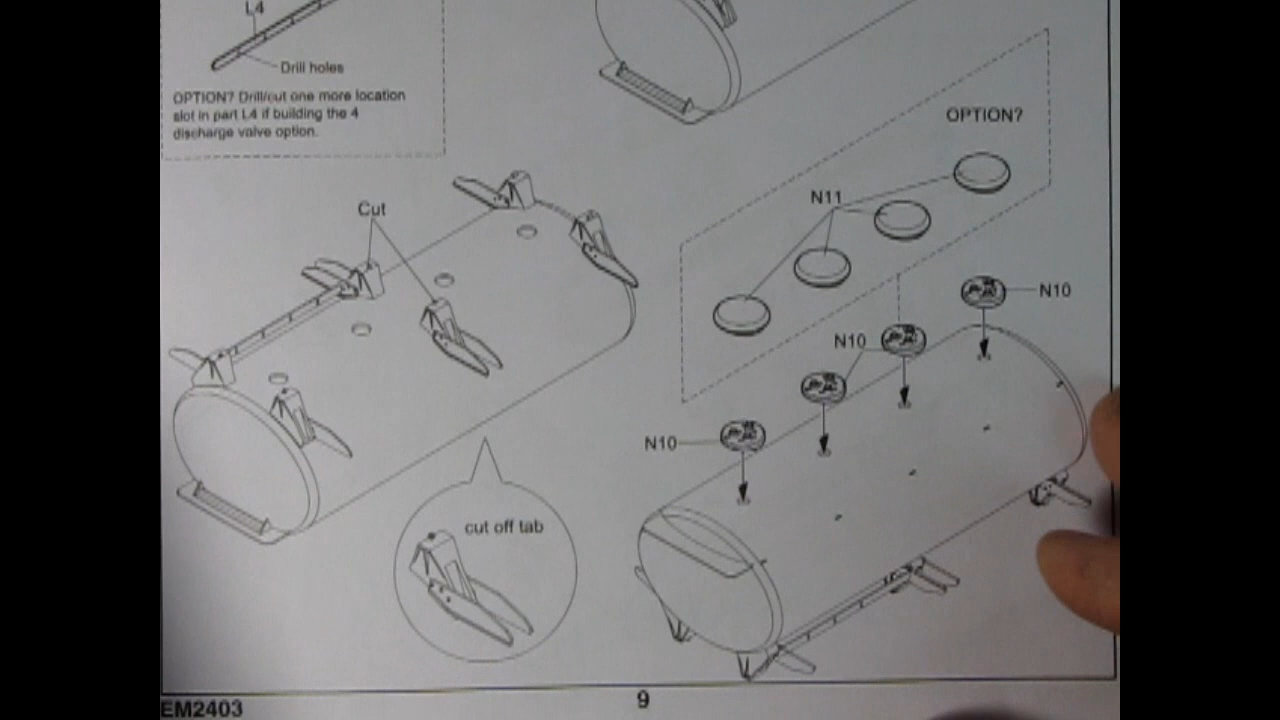 L4
Drill holes
OPTION? Drill/cut one more location
slot in part L4 if building the 4
discharge valve option.
OPTION?
N11
Cut
N10
N10
N10
cut off tab
EM2403
9